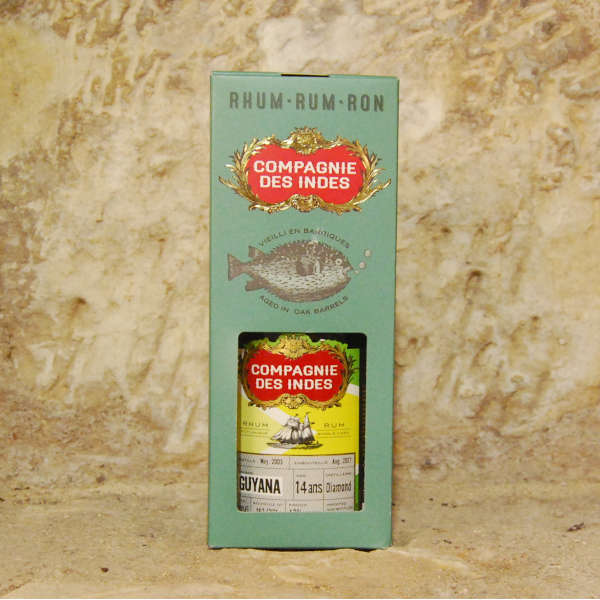 RHUM • RUM • RON
COMPAGNIE
DES INDES
VIEILLI EN BARRIQUES
AGED IN OAK BARRELS
COMPAGNIE
DES INDES
RHUM RUM
May. 2003 Aug. 2017
GUYANA 14 ans Diamond